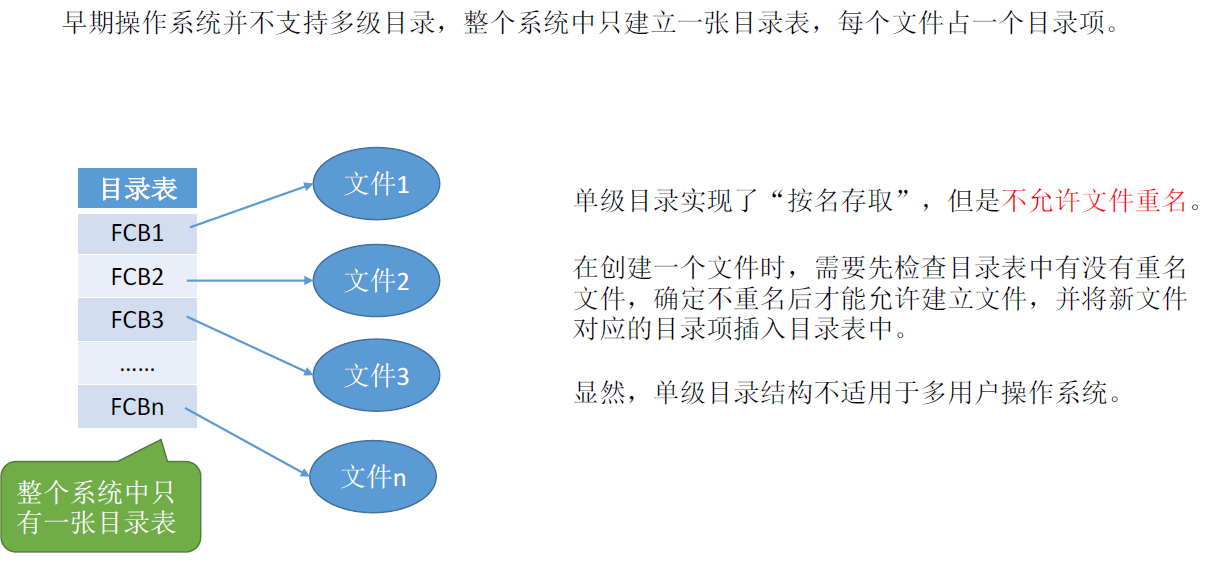 早期操作系统并不支持多级目录，整个系统中只建立一张目录表，每个文件占一个目录项。
目录表
FCB1
FCB2
FCB3
……
FCBn
文件1
文件2
文件3
文件n
整个系统中只
有一张目录表
单级目录实现了“按名存取”，但是不允许文件重名。
在创建一个文件时，需要先检查目录表中有没有重名
文件，确定不重名后才能允许建立文件，并将新文件
对应的目录项插入目录表中。
显然，单级目录结构不适用于多用户操作系统。